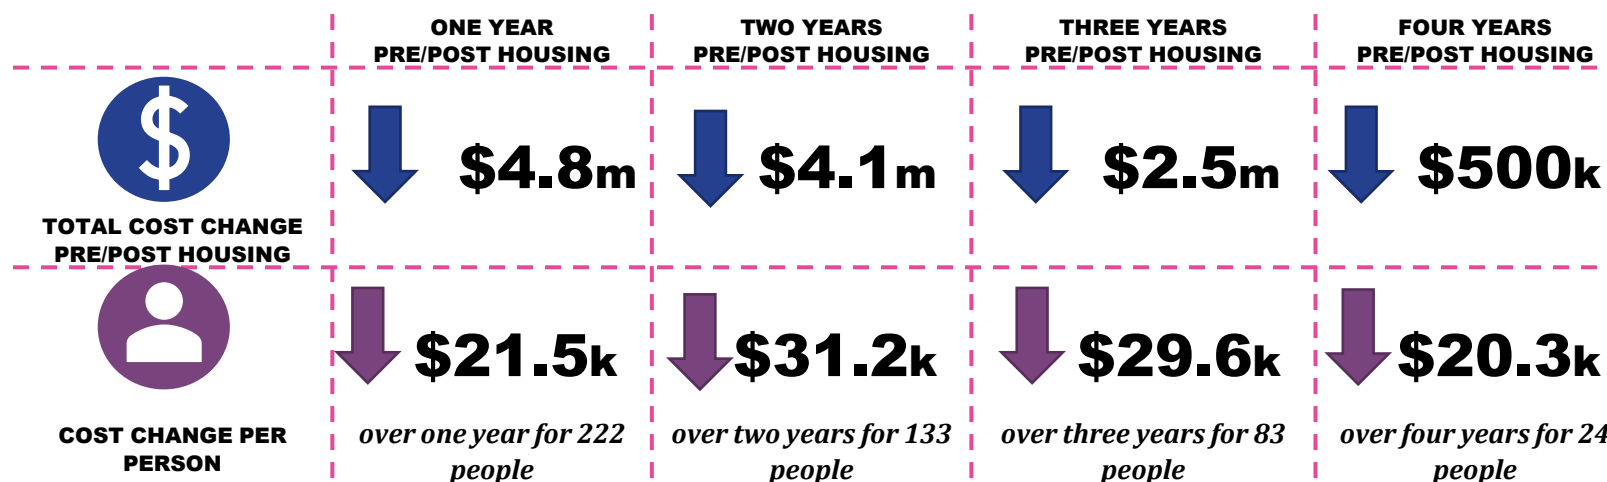 ONE YEAR
PRE/POST HOUSING
TWO YEARS
PRE/POST HOUSING
THREE YEARS
PRE/POST HOUSING
FOUR YEARS
PRE/POST HOUSING
$
TOTAL COST CHANGE
PRE/POST HOUSING
$4.8m
$4.1m
$2.5m
$500k
COST CHANGE PER
PERSON
$21.5k
over one year for 222
people
$31.2k
over two years for 133
people
$29.6k
over three years for 83
people
$20.3k
over four years for 24
people